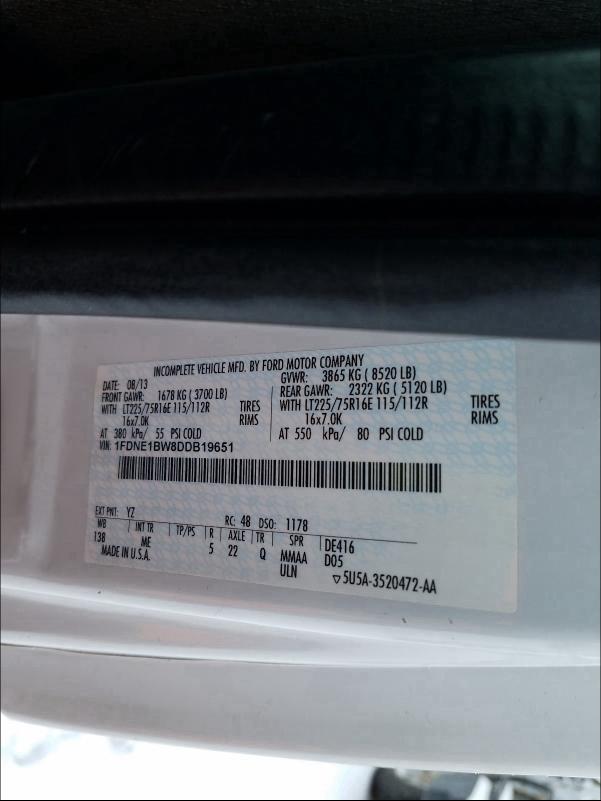 INCOMPLETE VEHICLE MFD. BY FORD MOTOR COMPANY
DATE: 08/13 GVWR: 3865 KG ( 8520 LB)
FRONT GAWR: 1678 KG ( 3700 LB) REAR GAWR: 2322 KG ( 5120 LB)
WITH LT225/75R16E 115/112R TIRES WITH LT225/75R16E 115/112R TIRES
16x7.0K RIMS 16x7.0K RIMS
AT 380 kPa/ 55 PSI COLD AT 550 kPa/ 80 PSI COLD
VIN: 1FDNE1BW8DDB19651
EXT PNT: YZ RC: 48 DSO: 1178
WB INT TR TP/PS R AXLE TR SPR DE416
138 ME 5 22 Q MMAA D05
MADE IN U.S.A. ULN ▽5U5A-3520472-AA